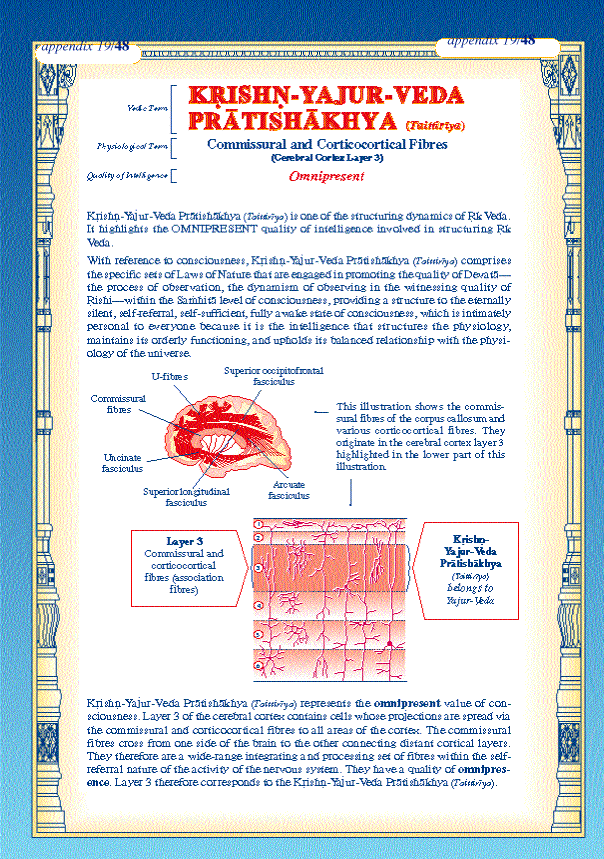 appendix 19/48
appendix 19/48
Vedic Term
KṚISHṆ-YAJUR-VEDA
PRĀTISHĀKHYA (Taittirīya)
Physiological Term
Commissural and Corticocortical Fibres
(Cerebral Cortex Layer 3)
Quality of Intelligence
Omnipresent
Kṛishṇ-Yajur-Veda Prātishākhya (Taittirīya) is one of the structuring dynamics of Ṛk Veda.
It highlights the OMNIPRESENT quality of intelligence involved in structuring Ṛk
Veda.
With reference to consciousness, Kṛishṇ-Yajur-Veda Prātishākhya (Taittirīya) comprises
the specific sets of Laws of Nature that are engaged in promoting the quality of Devatā—
the process of observation, the dynamism of observing in the witnessing quality of
Ṛishi—within the Saṁhitā level of consciousness, providing a structure to the eternally
silent, self-referral, self-sufficient, fully awake state of consciousness, which is intimately
personal to everyone because it is the intelligence that structures the physiology,
maintains its orderly functioning, and upholds its balanced relationship with the physi-
ology of the universe.
U-fibres
Superior occipitofrontal
fasciculus
Commissural
fibres
Uncinate
fasciculus
Superior longitudinal
fasciculus
Arcuate
fasciculus
This illustration shows the commis-
sural fibres of the corpus callosum and
various corticocortical fibres. They
originate in the cerebral cortex layer 3
highlighted in the lower part of this
illustration.
Layer 3
Commissural and
corticocortical
fibres (association
fibres)
1
2
3
4
5
6
Kṛishṇ-
Yajur-Veda
Prātishākhya
(Taittirīya)
belongs to
Yajur-Veda
Kṛishṇ-Yajur-Veda Prātishākhya (Taittirīya) represents the omnipresent value of con-
sciousness. Layer 3 of the cerebral cortex contains cells whose projections are spread via
the commissural and corticocortical fibres to all areas of the cortex. The commissural
fibres cross from one side of the brain to the other connecting distant cortical layers.
They therefore are a wide-range integrating and processing set of fibres within the self-
referral nature of the activity of the nervous system. They have a quality of omnipres-
ence. Layer 3 therefore corresponds to the Kṛishṇ-Yajur-Veda Prātishākhya (Taittirīya).